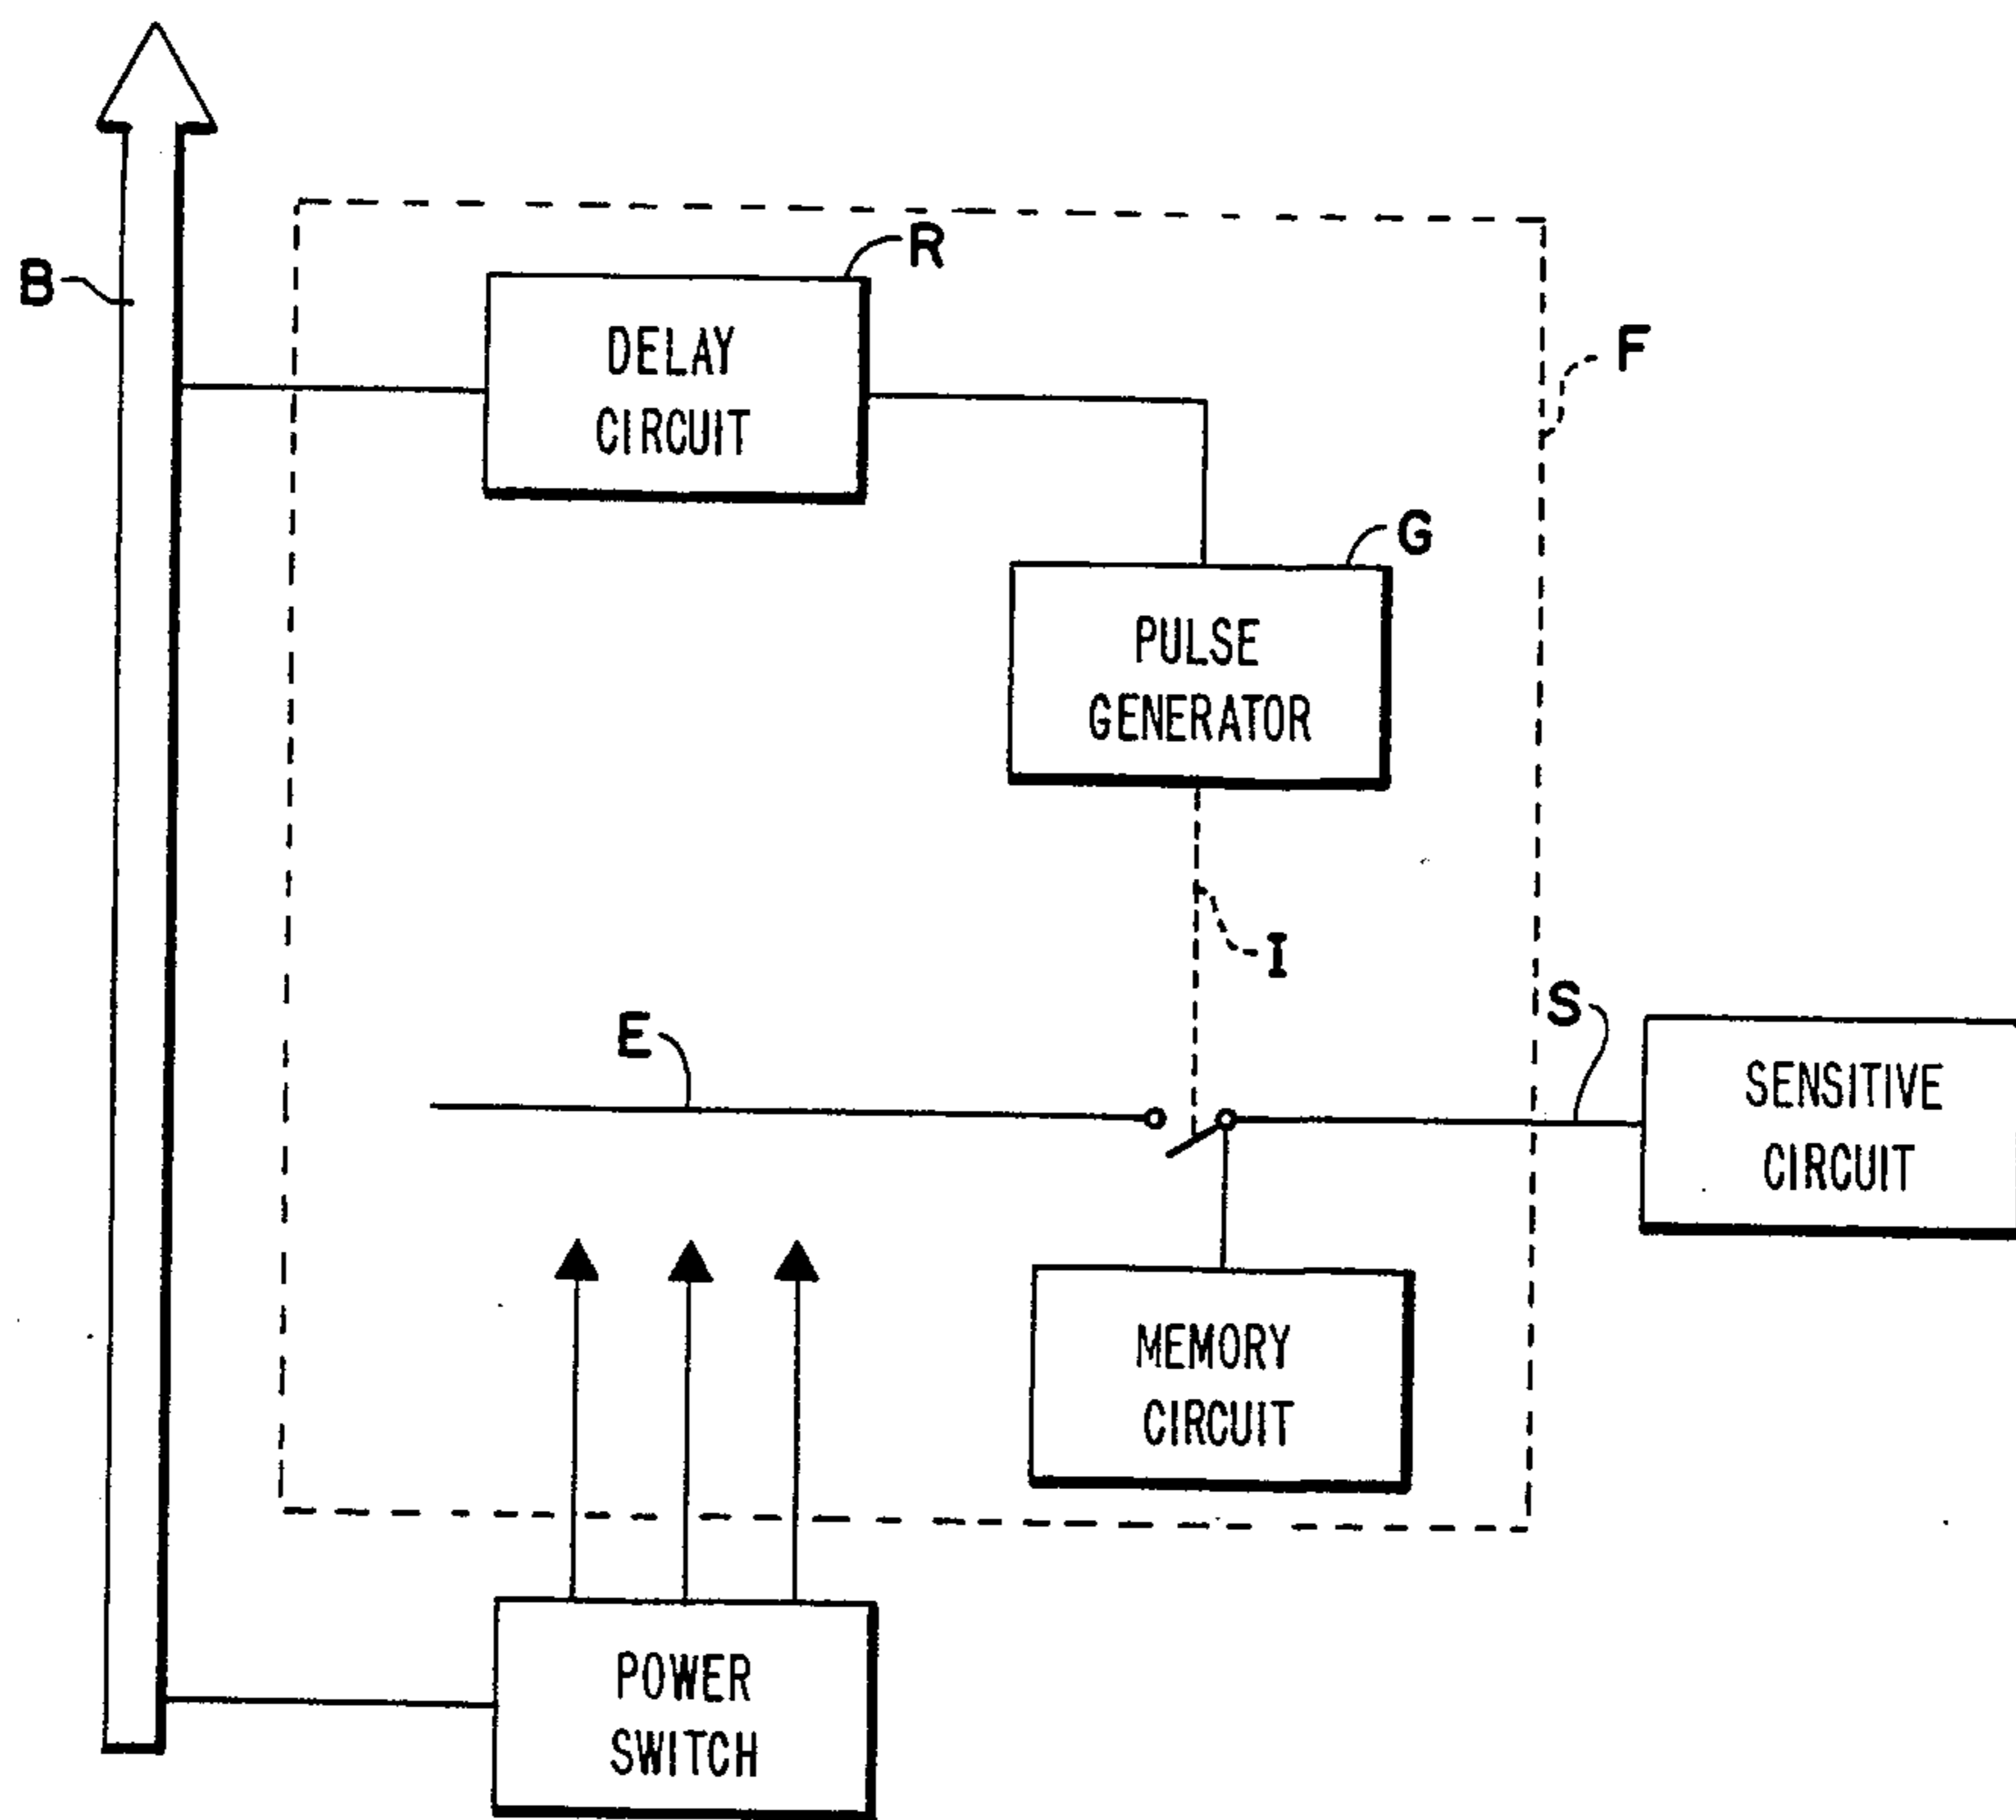 R
B
DELAY
CIRCUIT
F
G
PULSE
GENERATOR
I
E
S
SENSITIVE
CIRCUIT
MEMORY
CIRCUIT
POWER
SWITCH